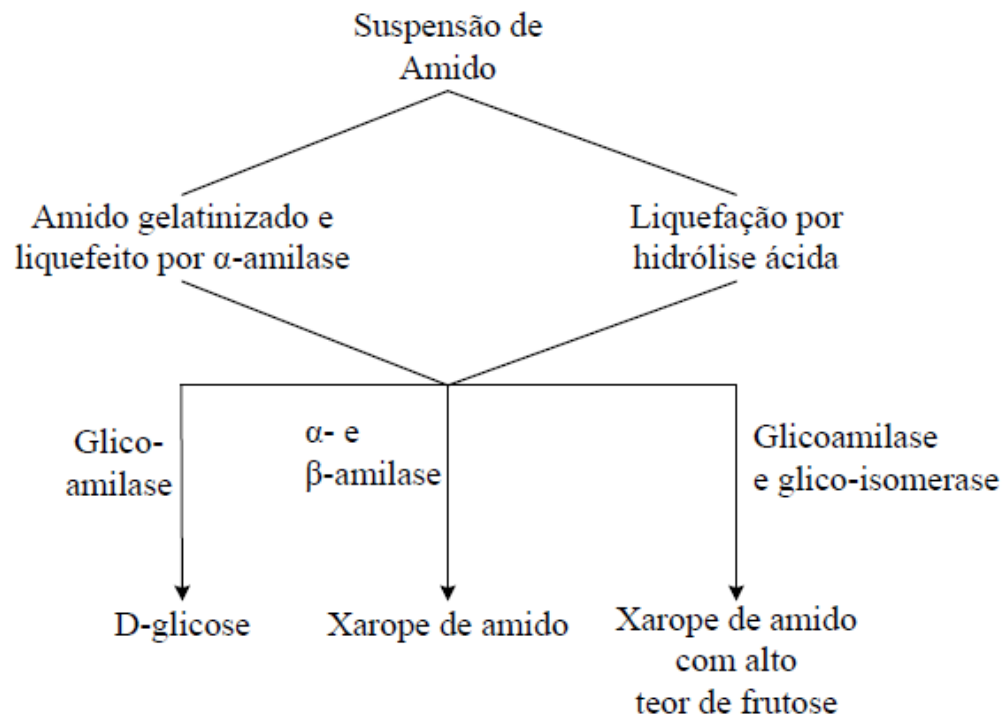 Suspensão de
Amido
Amido gelatinizado e
liquefeito por α-amilase
Liquefação por
hidrólise ácida
Glico-
amilase
α- e
β-amilase
Glicoamilase
e glico-isomerase
D-glicose
Xarope de amido
Xarope de amido
com alto
teor de frutose